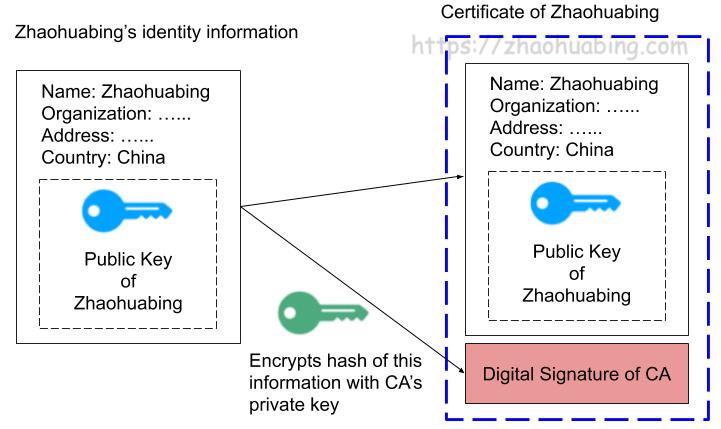 Zhaohuabing's identity information
Name: Zhaohuabing
Organization: …...
Address: …...
Country: China
Public Key
of
Zhaohuabing
Encrypts hash of this
information with CA's
private key
Certificate of Zhaohuabing
https://zhaohuabing.com
Name: Zhaohuabing
Organization: …...
Address: …...
Country: China
Public Key
of
Zhaohuabing
Digital Signature of CA